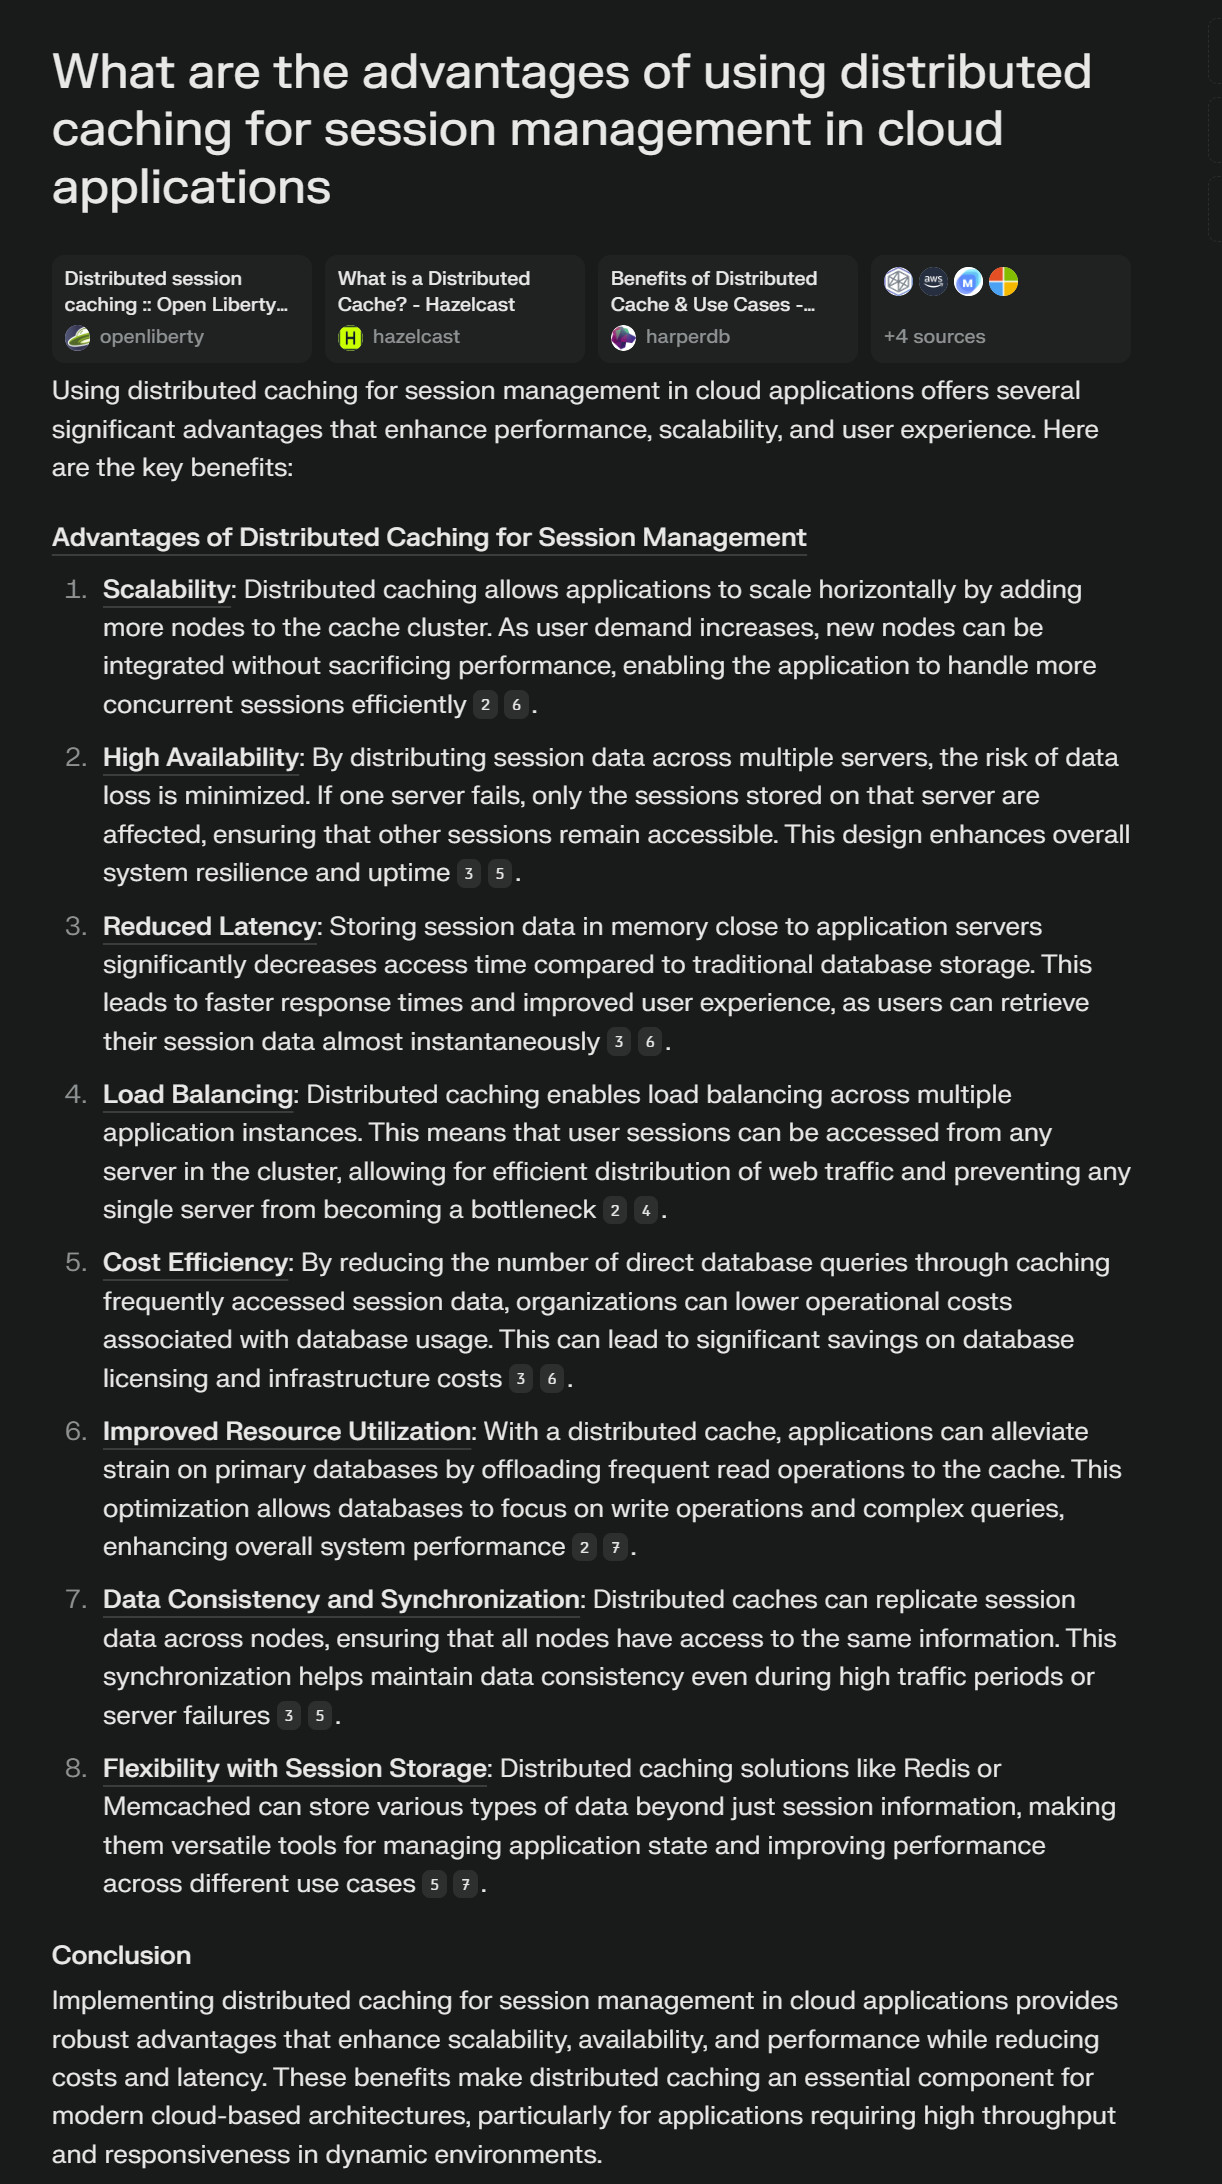 What are the advantages of using distributed
caching for session management in cloud
applications
Distributed session
caching :: Open Liberty...
openliberty
What is a Distributed
Cache? - Hazelcast
H
hazelcast
Benefits of Distributed
Cache & Use Cases -...
harperdb
aws
M
+4 sources
Using distributed caching for session management in cloud applications offers several
significant advantages that enhance performance, scalability, and user experience. Here
are the key benefits:
Advantages of Distributed Caching for Session Management
1. Scalability: Distributed caching allows applications to scale horizontally by adding
more nodes to the cache cluster. As user demand increases, new nodes can be
integrated without sacrificing performance, enabling the application to handle more
concurrent sessions efficiently 2 6 .
2. High Availability: By distributing session data across multiple servers, the risk of data
loss is minimized. If one server fails, only the sessions stored on that server are
affected, ensuring that other sessions remain accessible. This design enhances overall
system resilience and uptime 3 5 .
3. Reduced Latency: Storing session data in memory close to application servers
significantly decreases access time compared to traditional database storage. This
leads to faster response times and improved user experience, as users can retrieve
their session data almost instantaneously 3 6 .
4. Load Balancing: Distributed caching enables load balancing across multiple
application instances. This means that user sessions can be accessed from any
server in the cluster, allowing for efficient distribution of web traffic and preventing any
single server from becoming a bottleneck 2 4 .
5. Cost Efficiency: By reducing the number of direct database queries through caching
frequently accessed session data, organizations can lower operational costs
associated with database usage. This can lead to significant savings on database
licensing and infrastructure costs 3 6 .
6. Improved Resource Utilization: With a distributed cache, applications can alleviate
strain on primary databases by offloading frequent read operations to the cache. This
optimization allows databases to focus on write operations and complex queries,
enhancing overall system performance 2 7 .
7. Data Consistency and Synchronization: Distributed caches can replicate session
data across nodes, ensuring that all nodes have access to the same information. This
synchronization helps maintain data consistency even during high traffic periods or
server failures 3 5 .
8. Flexibility with Session Storage: Distributed caching solutions like Redis or
Memcached can store various types of data beyond just session information, making
them versatile tools for managing application state and improving performance
across different use cases 5 7 .
Conclusion
Implementing distributed caching for session management in cloud applications provides
robust advantages that enhance scalability, availability, and performance while reducing
costs and latency. These benefits make distributed caching an essential component for
modern cloud-based architectures, particularly for applications requiring high throughput
and responsiveness in dynamic environments.